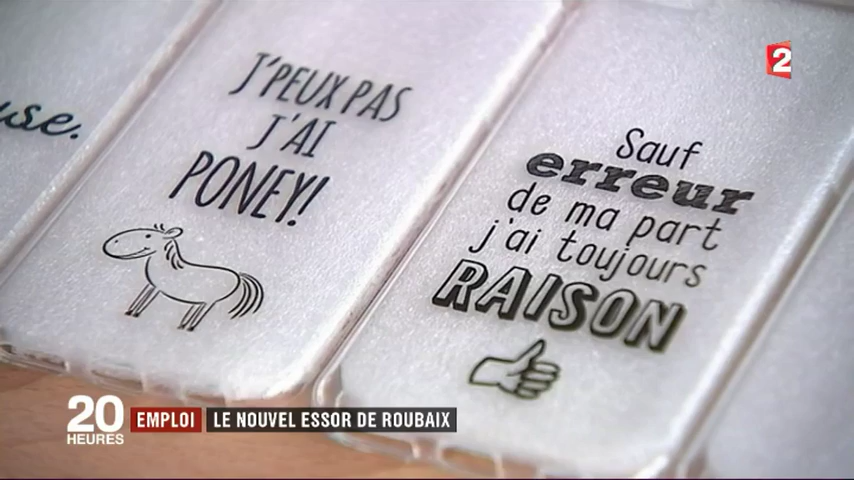 use.
J'PEUX PAS
J'AI
PONEY!
Sauf
erreur
de ma part
j'ai toujours
RAISON
2
20
HEURES
EMPLOI
LE NOUVEL ESSOR DE ROUBAIX